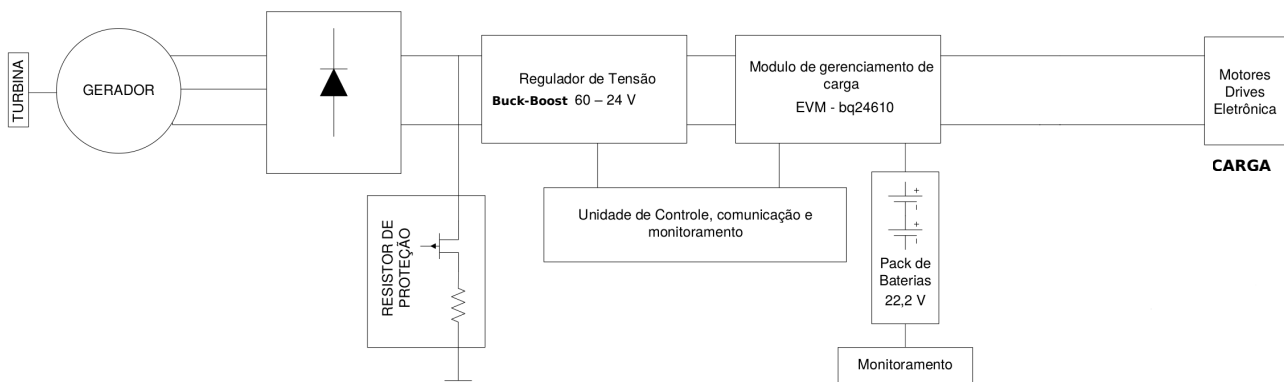 TURBINA
GERADOR
Regulador de Tensão
Buck-Boost 60 – 24 V
Modulo de gerenciamento de
carga
EVM - bq24610
Motores
Drives
Eletrônica
CARGA
RESISTOR DE
PROTEÇÃO
Unidade de Controle, comunicação e
monitoramento
+
–
+
–
Pack de
Baterias
22,2 V
Monitoramento